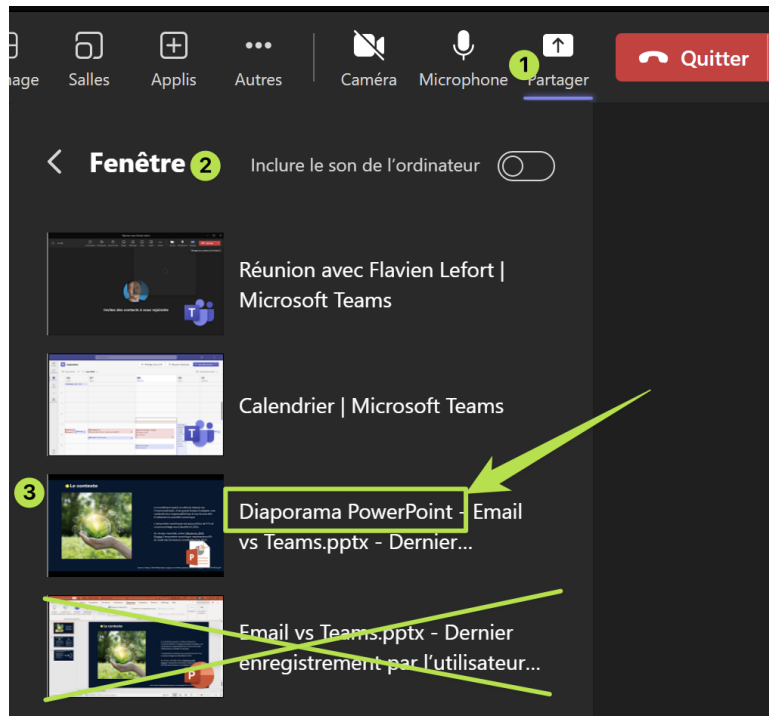 Salles
Applis
Autres
Caméra
Microphone
1
Partager
Quitter
Fenêtre 2
Inclure le son de l'ordinateur
Réunion avec Flavien Lefort |
Microsoft Teams
Calendrier | Microsoft Teams
3
Le contexte
Diaporama PowerPoint - Email
vs Teams.pptx - Dernier...
Email vs Teams.pptx - Dernier
enregistrement par l'utilisateur...